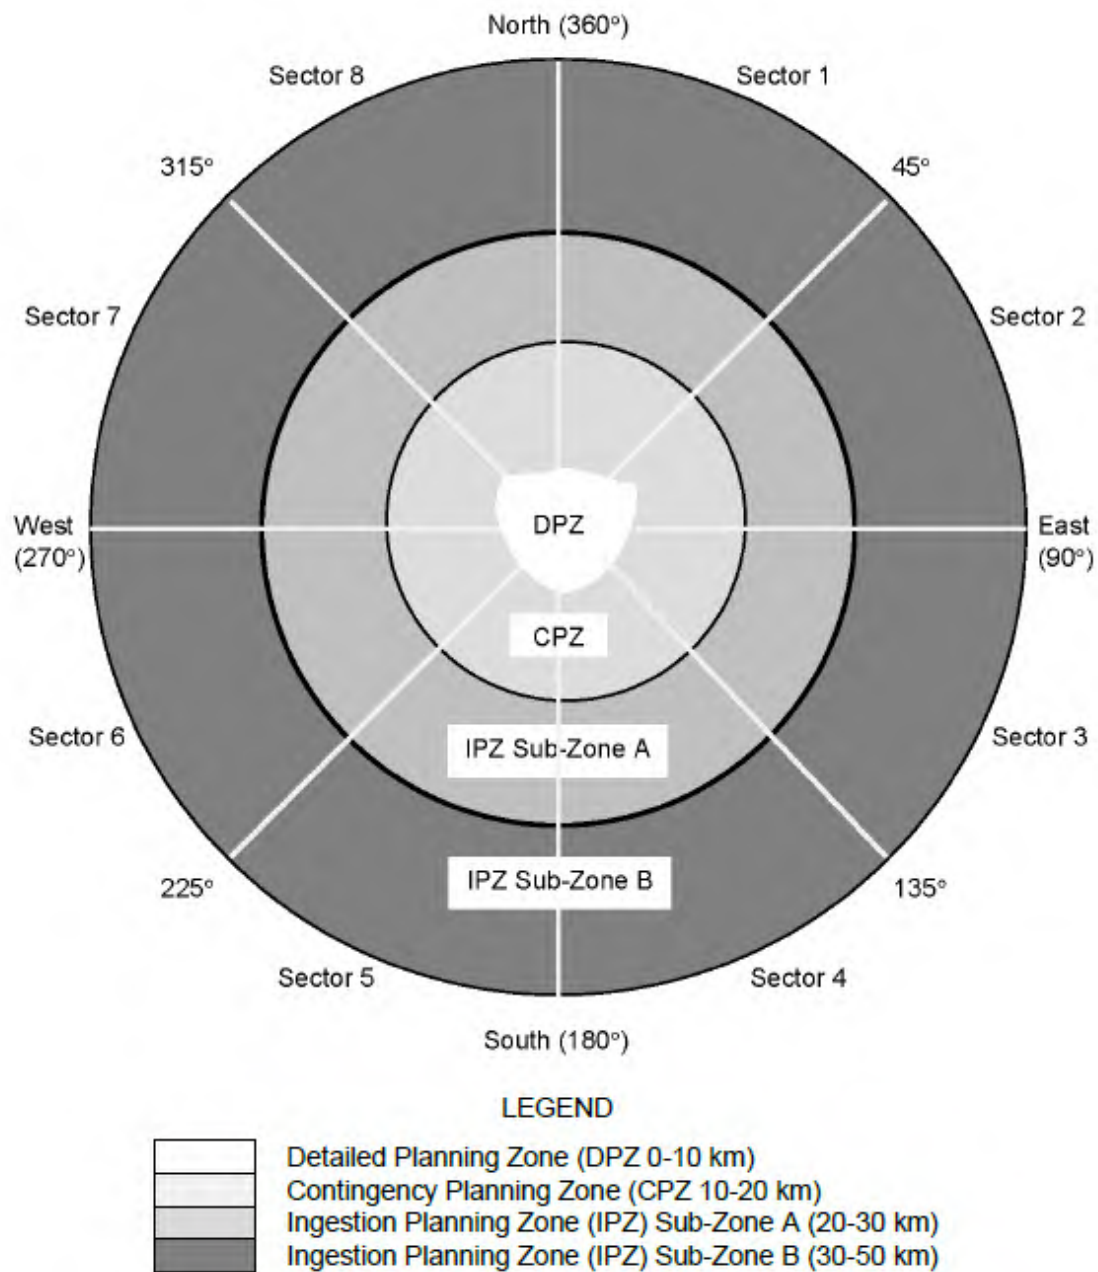 North (360°)
Sector 8
Sector 1
315°
45°
Sector 7
Sector 2
West
(270°)
DPZ
East
(90°)
CPZ
Sector 6
IPZ Sub-Zone A
Sector 3
IPZ Sub-Zone B
225°
135°
Sector 5
Sector 4
South (180°)
LEGEND
Detailed Planning Zone (DPZ 0-10 km)
Contingency Planning Zone (CPZ 10-20 km)
Ingestion Planning Zone (IPZ) Sub-Zone A (20-30 km)
Ingestion Planning Zone (IPZ) Sub-Zone B (30-50 km)